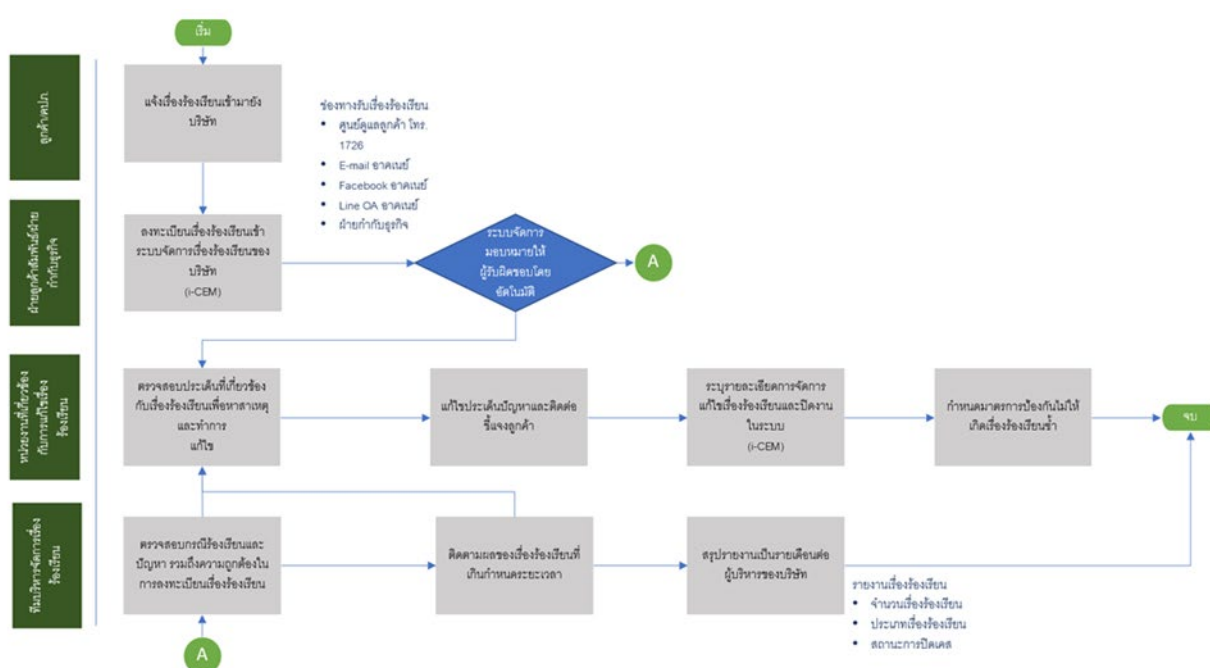 เริ่ม
ลูกค้า/คปภ.
แจ้งเรื่องร้องเรียนเข้ามายัง
บริษัท
ช่องทางรับเรื่องร้องเรียน
• ศูนย์ดูแลลูกค้า โทร.
1726
• E-mail อาคเนย์
• Facebook อาคเนย์
• Line OA อาคเนย์
• ฝ่ายกำกับธุรกิจ
ฝ่ายลูกค้าสัมพันธ์/ฝ่าย
กำกับธุรกิจ
ลงทะเบียนเรื่องร้องเรียนเข้า
ระบบจัดการเรื่องร้องเรียนของ
บริษัท
(i-CEM)
ระบบจัดการ
มอบหมายให้
ผู้รับผิดชอบโดย
อัตโนมัติ
A
หน่วยงานที่เกี่ยวข้อง
กับการแก้ไขเรื่อง
ร้องเรียน
ตรวจสอบประเด็นที่เกี่ยวข้อง
กับเรื่องร้องเรียนเพื่อหาสาเหตุ
และทำการ
แก้ไข
แก้ไขประเด็นปัญหาและติดต่อ
ชี้แจงลูกค้า
ระบุรายละเอียดการจัดการ
แก้ไขเรื่องร้องเรียนและปิดงาน
ในระบบ
(i-CEM)
กำหนดมาตรการป้องกันไม่ให้
เกิดเรื่องร้องเรียนซ้ำ
จบ
ทีมบริหารจัดการเรื่อง
ร้องเรียน
ตรวจสอบกรณีร้องเรียนและ
ปัญหา รวมถึงความถูกต้องใน
การลงทะเบียนเรื่องร้องเรียน
ติดตามผลของเรื่องร้องเรียนที่
เกินกำหนดระยะเวลา
สรุปรายงานเป็นรายเดือนต่อ
ผู้บริหารของบริษัท
รายงานเรื่องร้องเรียน
• จำนวนเรื่องร้องเรียน
• ประเภทเรื่องร้องเรียน
• สถานะการปิดเคส
A